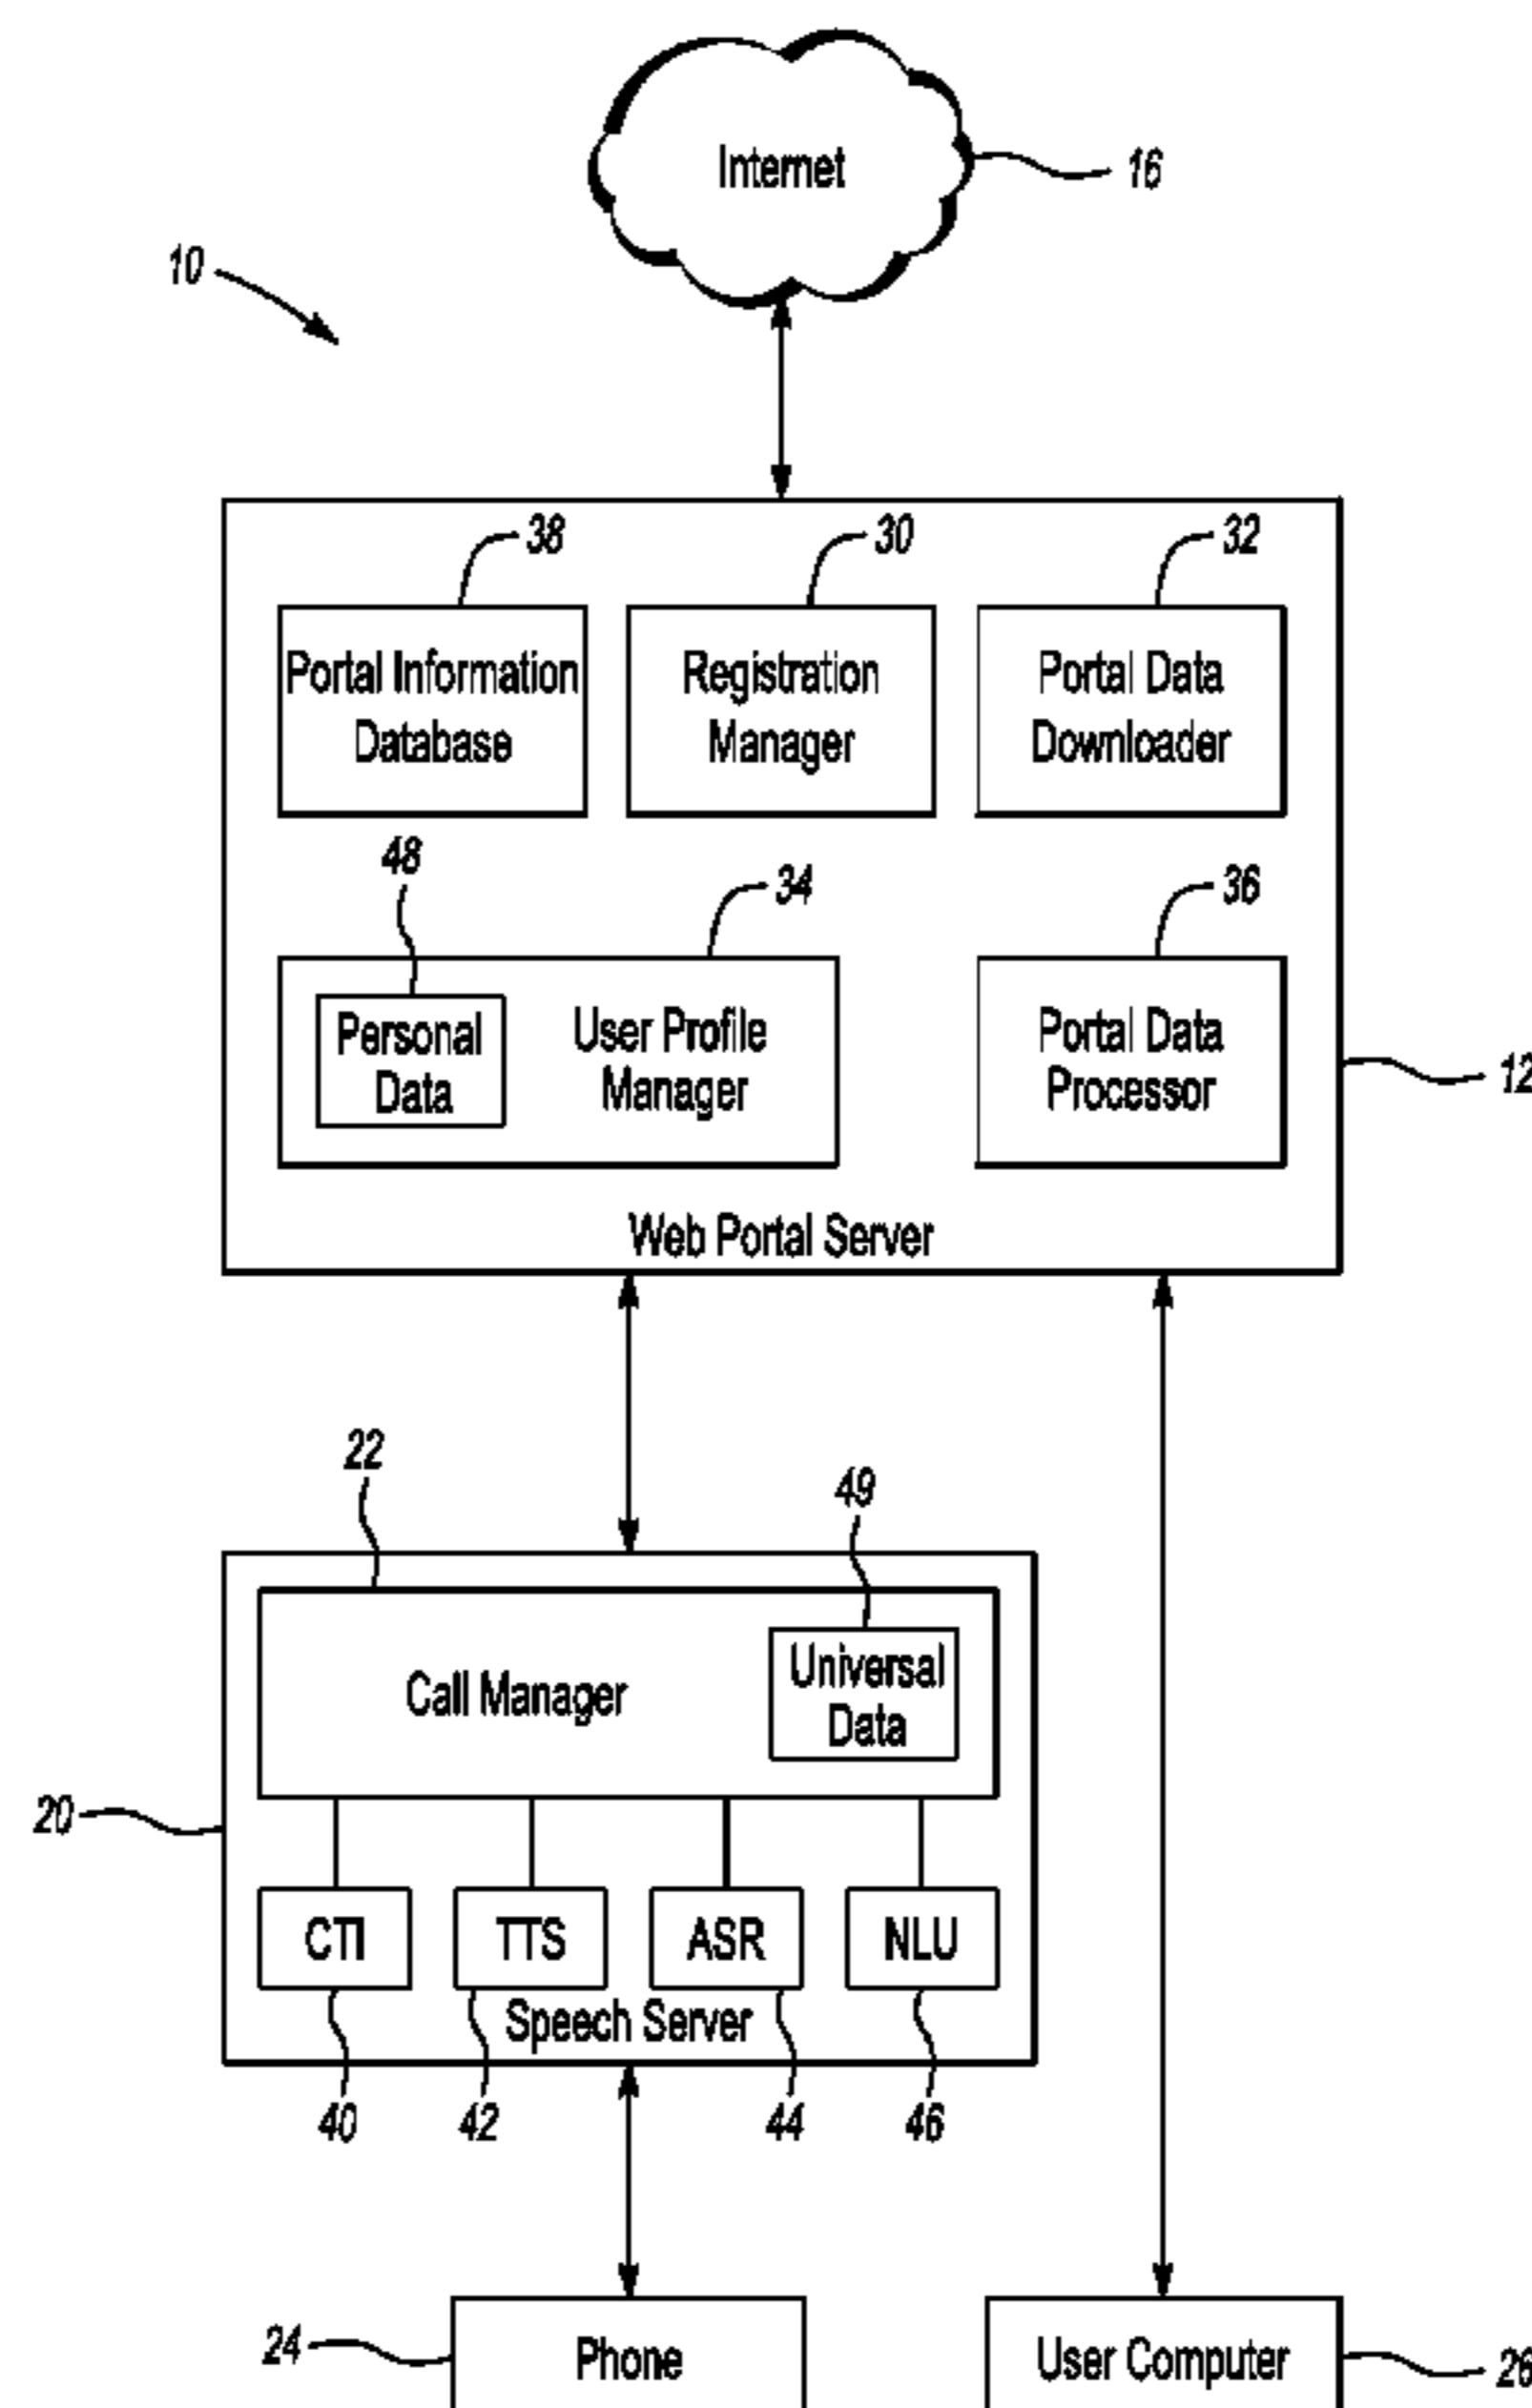 Internet
16
10
38
30
32
Portal Information
Database
Registration
Manager
Portal Data
Downloader
48
34
36
Personal
Data
User Profile
Manager
Portal Data
Processor
12
Web Portal Server
22
49
Call Manager
Universal
Data
20
CTI
TTS
ASR
NLU
Speech Server
40
42
44
46
24
Phone
User Computer
26